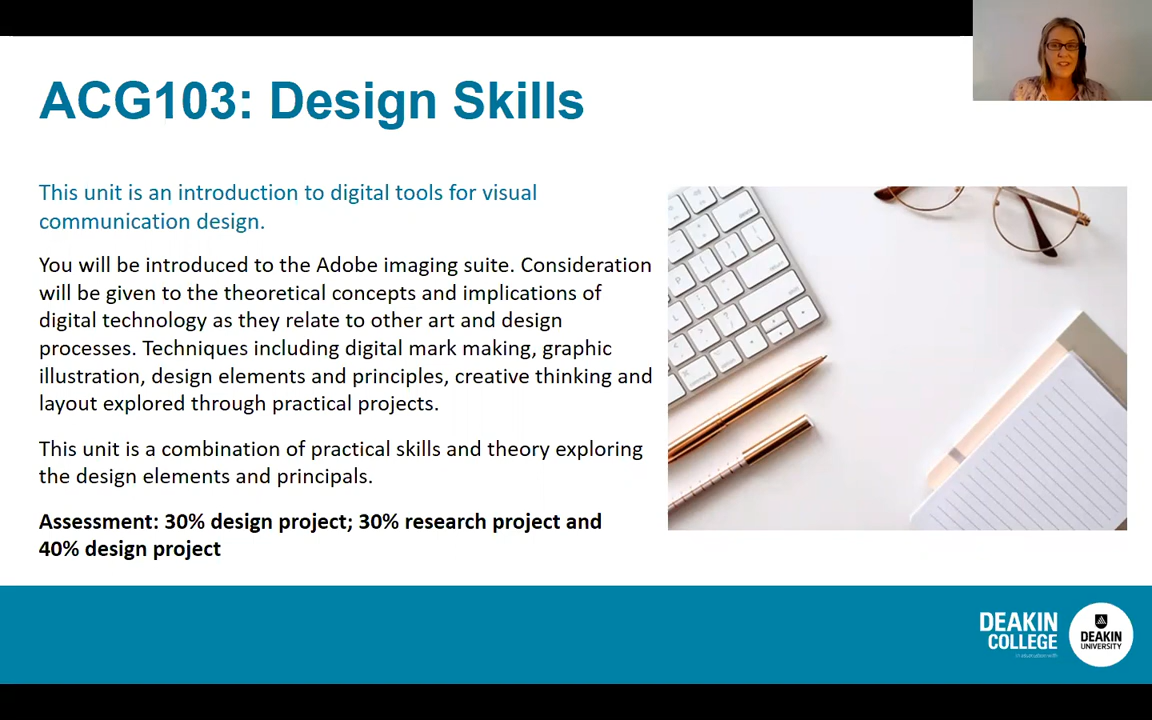 ACG103: Design Skills
This unit is an introduction to digital tools for visual
communication design.
You will be introduced to the Adobe imaging suite. Consideration
will be given to the theoretical concepts and implications of
digital technology as they relate to other art and design
processes. Techniques including digital mark making, graphic
illustration, design elements and principles, creative thinking and
layout explored through practical projects.
This unit is a combination of practical skills and theory exploring
the design elements and principals.
Assessment: 30% design project; 30% research project and
40% design project
DEAKIN
COLLEGE
DEAKIN
UNIVERSITY